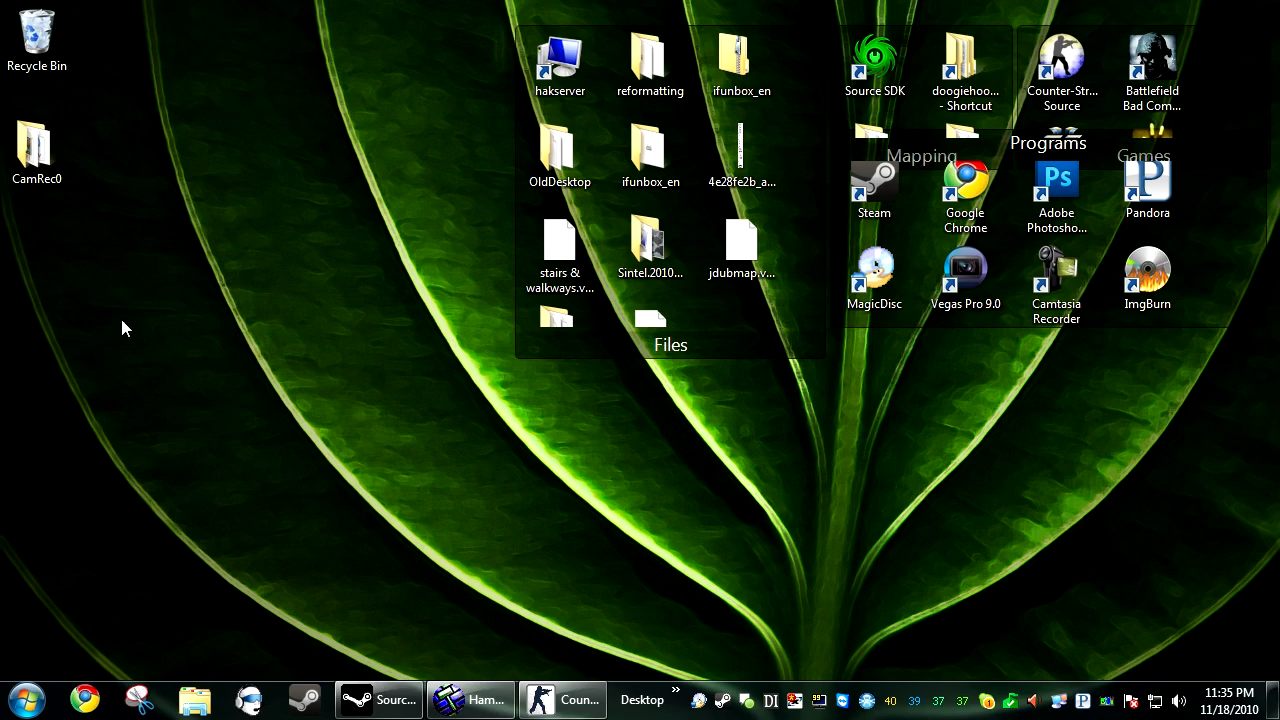 Recycle Bin
CamRec0
hakserver
reformatting
ifunbox_en
OldDesktop
ifunbox_en
4e28fe2b_a...
stairs &
walkways.v...
Sintel.2010...
jdubmap.v...
Files
Source SDK
doogiehoo...
- Shortcut
Counter-Str...
Source
Battlefield
Bad Com...
Mapping
Programs
Games
Steam
Google
Chrome
Adobe
Photosho...
Pandora
MagicDisc
Vegas Pro 9.0
Camtasia
Recorder
ImgBurn
Ps
P
Sourc...
Ham...
Coun...
Desktop
»
DI
40
39
37
37
P
11:35 PM
11/18/2010